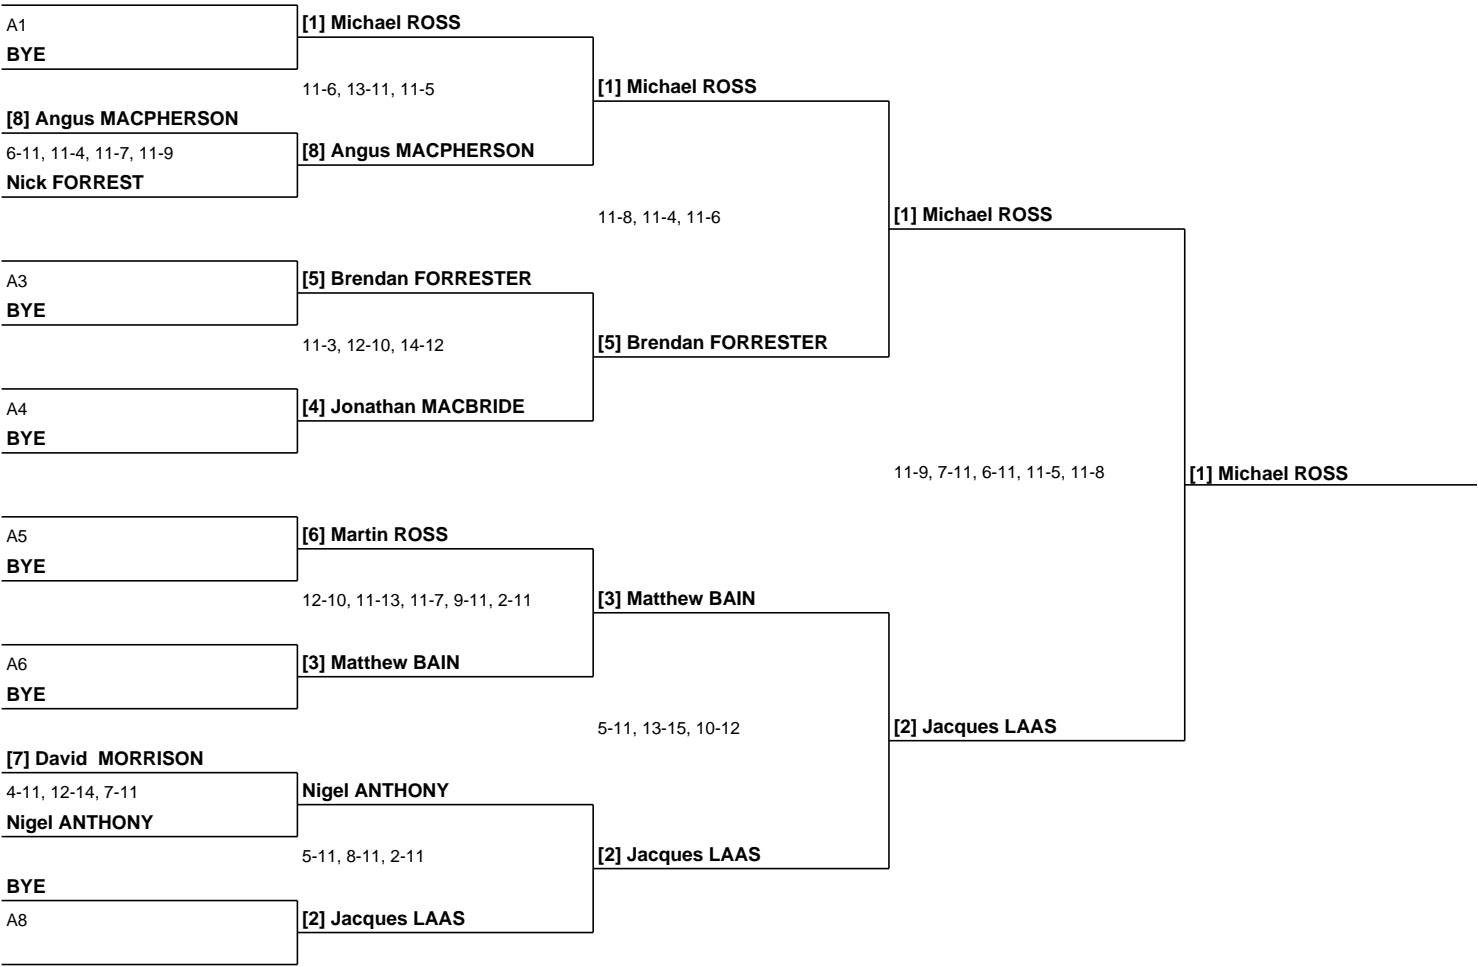 A1
BYE
[1] Michael ROSS
11-6, 13-11, 11-5
[1] Michael ROSS
[8] Angus MACPHERSON
6-11, 11-4, 11-7, 11-9
Nick FORREST
[8] Angus MACPHERSON
11-8, 11-4, 11-6
[1] Michael ROSS
A3
BYE
[5] Brendan FORRESTER
11-3, 12-10, 14-12
[5] Brendan FORRESTER
A4
BYE
[4] Jonathan MACBRIDE
11-9, 7-11, 6-11, 11-5, 11-8
[1] Michael ROSS
A5
BYE
[6] Martin ROSS
12-10, 11-13, 11-7, 9-11, 2-11
[3] Matthew BAIN
A6
BYE
[3] Matthew BAIN
5-11, 13-15, 10-12
[2] Jacques LAAS
[7] David  MORRISON
4-11, 12-14, 7-11
Nigel ANTHONY
Nigel ANTHONY
5-11, 8-11, 2-11
[2] Jacques LAAS
BYE
A8
[2] Jacques LAAS